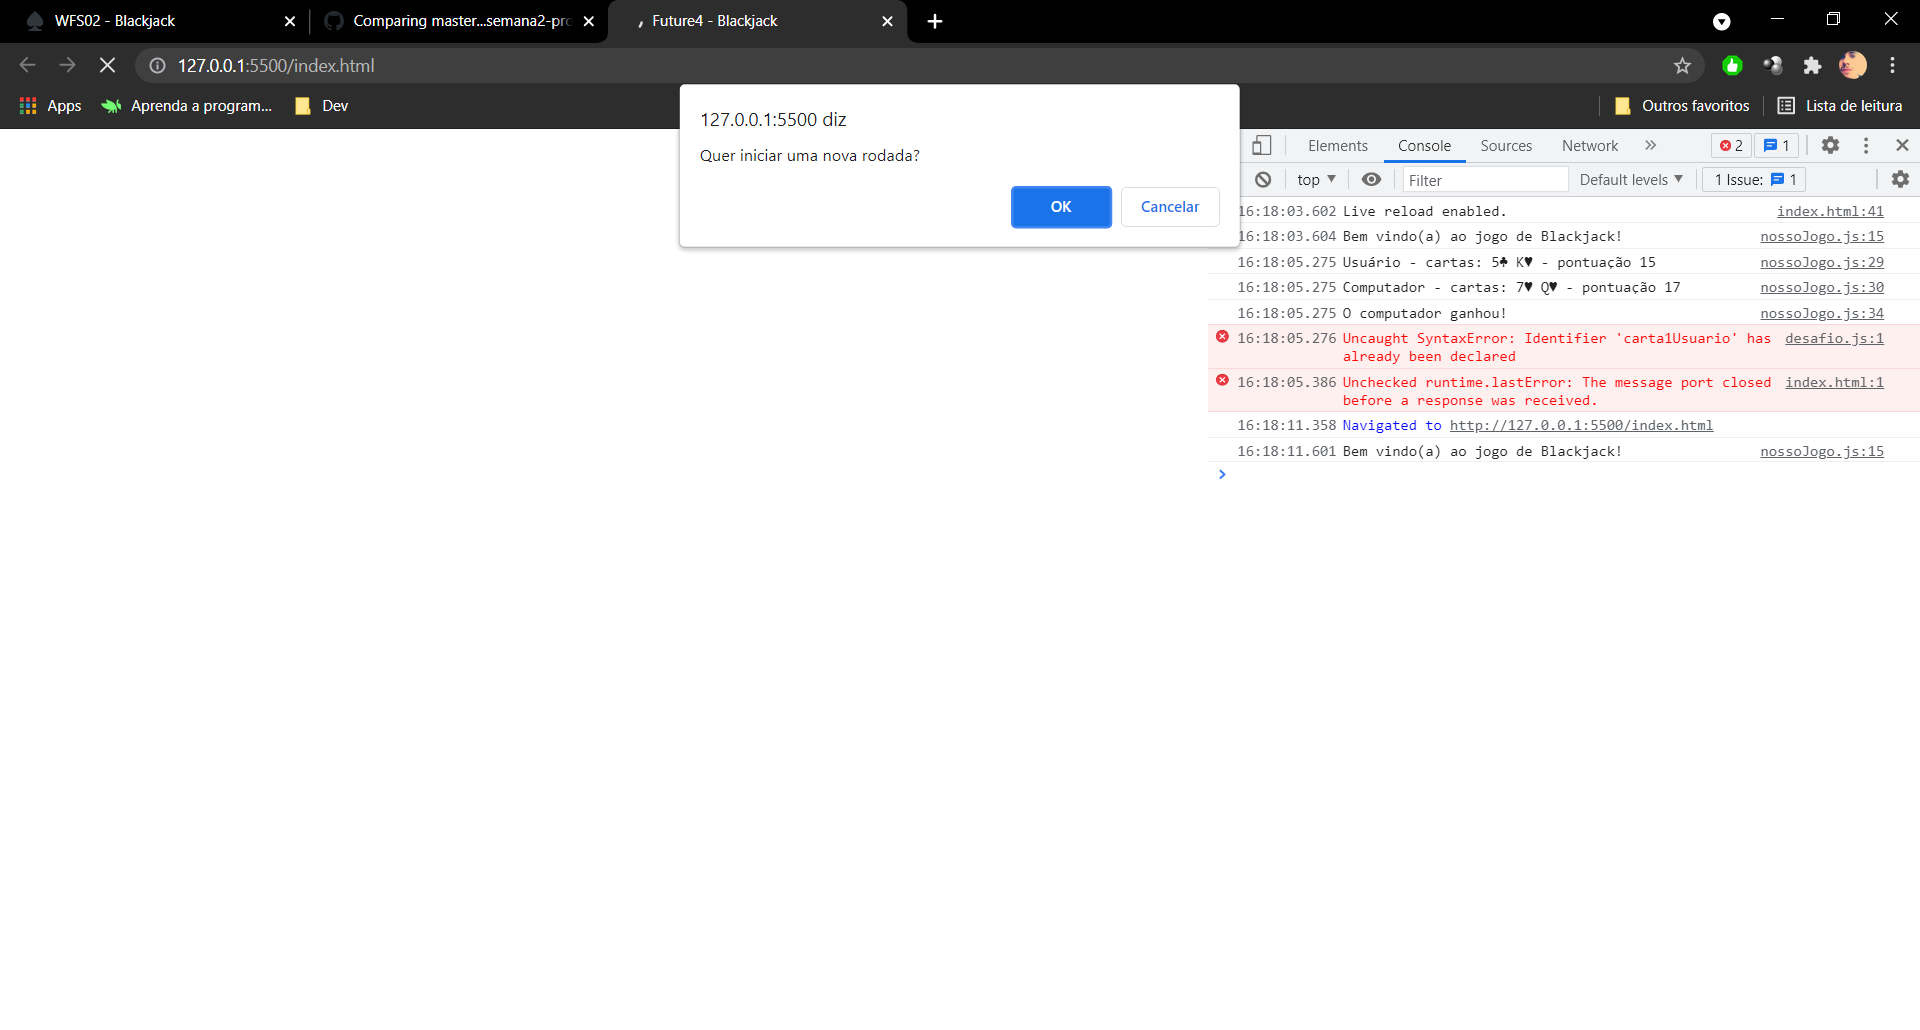 WFS02 - Blackjack
Comparing master...semana2-pro
Future4 - Blackjack
127.0.0.1:5500/index.html
Apps
Aprenda a program...
Dev
Outros favoritos
Lista de leitura
127.0.0.1:5500 diz
Quer iniciar uma nova rodada?
OK
Cancelar
Elements
Console
Sources
Network
2
1
top
Filter
Default levels
1 Issue: 1
16:18:03.602 Live reload enabled. index.html:41
16:18:03.604 Bem vindo(a) ao jogo de Blackjack! nossoJogo.js:15
16:18:05.275 Usuário - cartas: 5♣ K♥ - pontuação 15 nossoJogo.js:29
16:18:05.275 Computador - cartas: 7♥ Q♥ - pontuação 17 nossoJogo.js:30
16:18:05.275 O computador ganhou! nossoJogo.js:34
16:18:05.276 Uncaught SyntaxError: Identifier 'carta1Usuario' has desafio.js:1
already been declared
16:18:05.386 Unchecked runtime.lastError: The message port closed index.html:1
before a response was received.
16:18:11.358 Navigated to http://127.0.0.1:5500/index.html
16:18:11.601 Bem vindo(a) ao jogo de Blackjack! nossoJogo.js:15